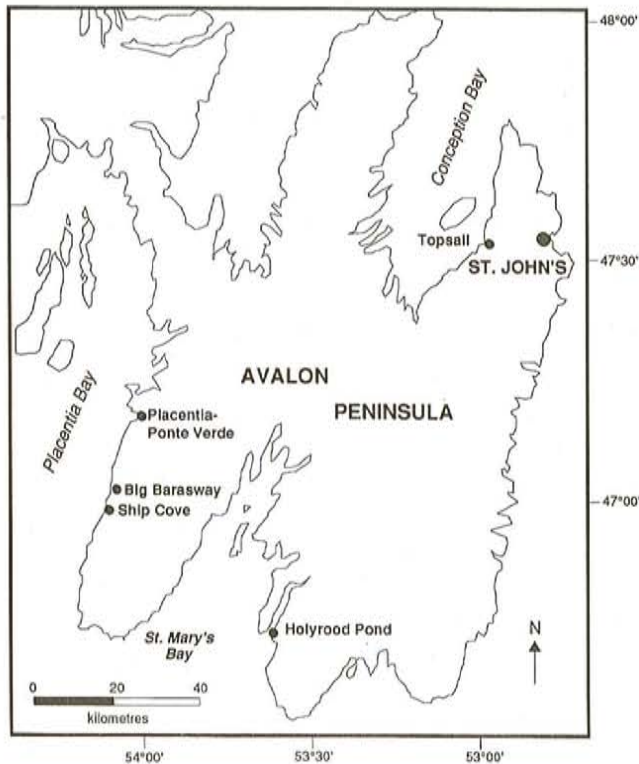 48°00'
Conception Bay
Topsail
ST. JOHN'S
47°30'
AVALON
PENINSULA
Placentia Bay
Placentia-
Ponte Verde
Big Barasway
Ship Cove
47°00'
St. Mary's
Bay
Holyrood Pond
N
0 20 40
kilometres
54°00' 53°30' 53°00'